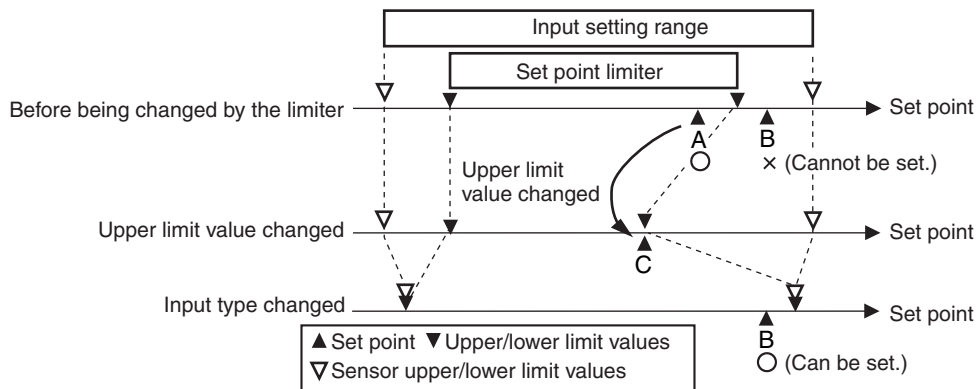 Input setting range
Set point limiter
Before being changed by the limiter
Set point
A
B
× (Cannot be set.)
Upper limit
value changed
Upper limit value changed
Set point
C
Input type changed
Set point
B
(Can be set.)
▲ Set point ▼ Upper/lower limit values
▽ Sensor upper/lower limit values